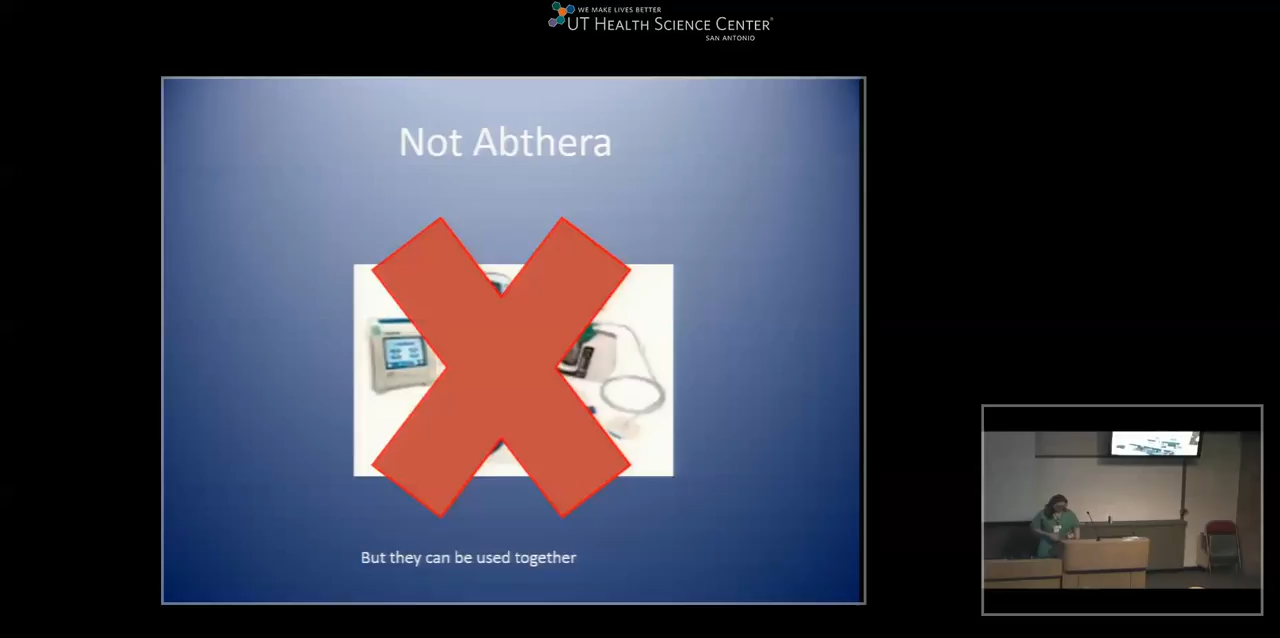 WE MAKE LIVES BETTER
UT HEALTH SCIENCE CENTER®
SAN ANTONIO
Not Abthera
But they can be used together